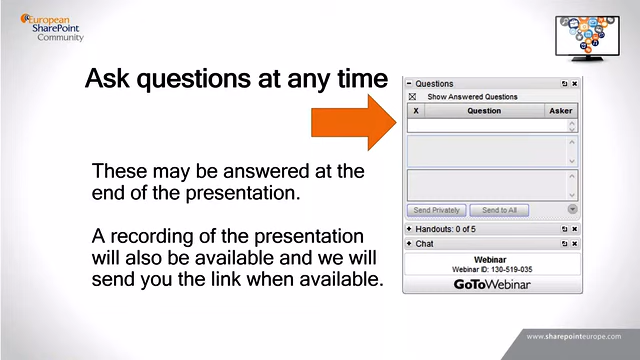 European
SharePoint
Community
Ask questions at any time
These may be answered at the
end of the presentation.
A recording of the presentation
will also be available and we will
send you the link when available.
Questions
Show Answered Questions
X Question Asker
Send Privately Send to All
Handouts: 0 of 5
Chat
Webinar
Webinar ID: 130-519-035
GoToWebinar
www.sharepointeurope.com